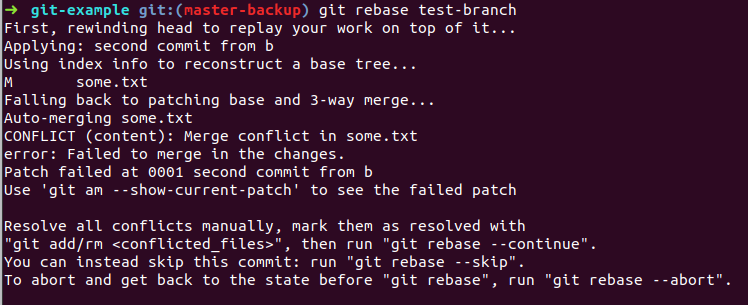 ➜ git-example git:(master-backup) git rebase test-branch
First, rewinding head to replay your work on top of it...
Applying: second commit from b
Using index info to reconstruct a base tree...
M       some.txt
Falling back to patching base and 3-way merge...
Auto-merging some.txt
CONFLICT (content): Merge conflict in some.txt
error: Failed to merge in the changes.
Patch failed at 0001 second commit from b
Use 'git am --show-current-patch' to see the failed patch

Resolve all conflicts manually, mark them as resolved with
"git add/rm <conflicted_files>", then run "git rebase --continue".
You can instead skip this commit: run "git rebase --skip".
To abort and get back to the state before "git rebase", run "git rebase --abort".